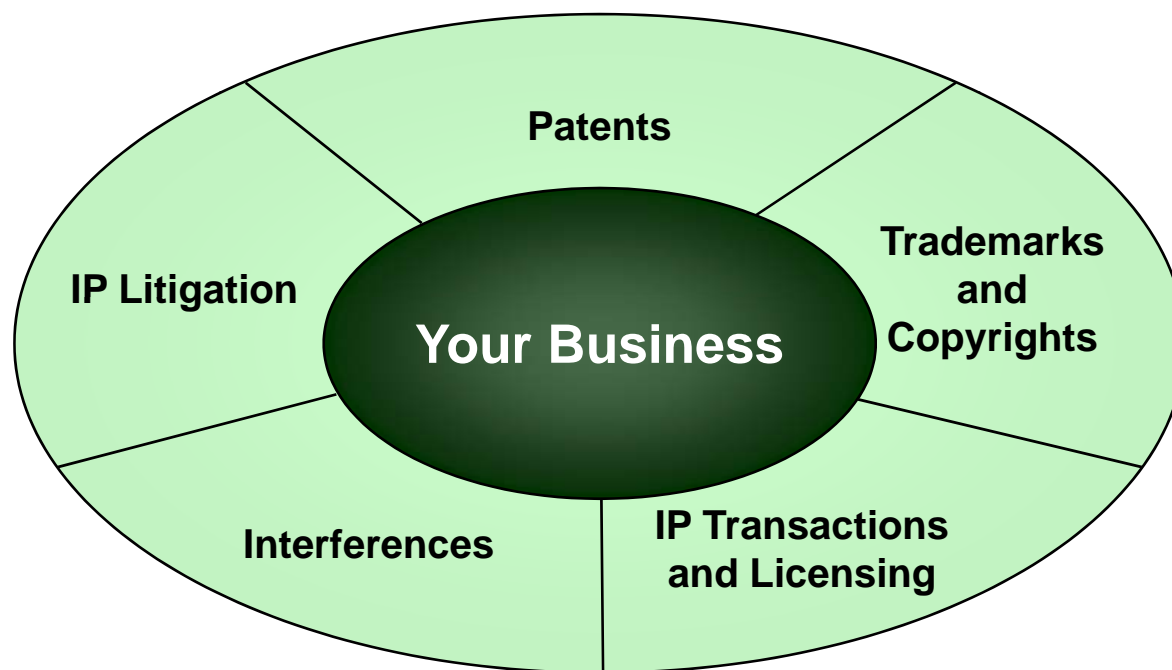 Patents
Trademarks
and
Copyrights
IP Litigation
Your Business
Interferences
IP Transactions
and Licensing